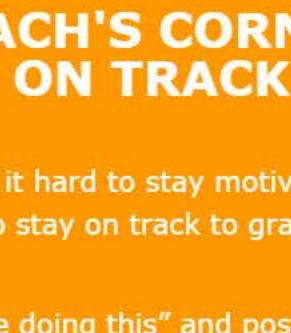 ACH'S CORN
ON TRACK
it hard to stay motiv
o stay on track to gra
e doing this" and pos